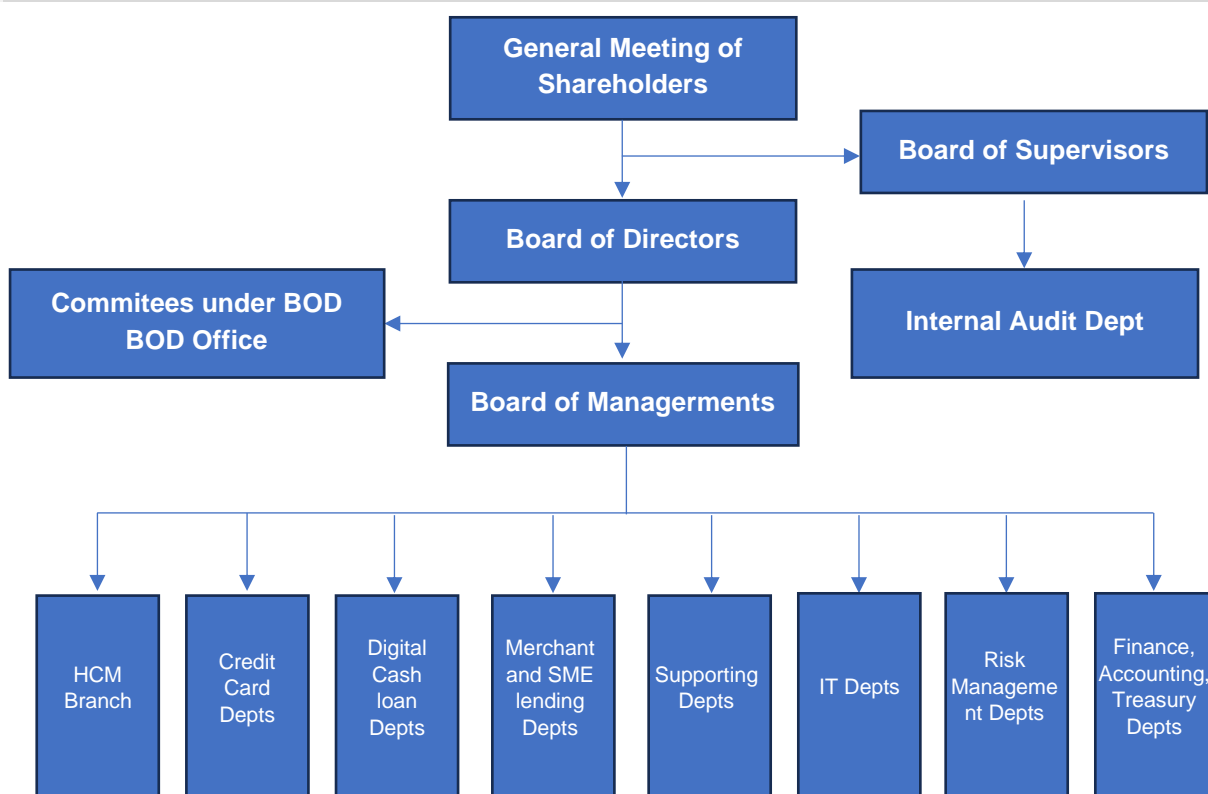 General Meeting of
Shareholders
Board of Supervisors
Board of Directors
Commitees under BOD
BOD Office
Internal Audit Dept
Board of Managerments
HCM
Branch
Credit
Card
Depts
Digital
Cash
loan
Depts
Merchant
and SME
lending
Depts
Supporting
Depts
IT Depts
Risk
Manageme
nt Depts
Finance,
Accounting,
Treasury
Depts